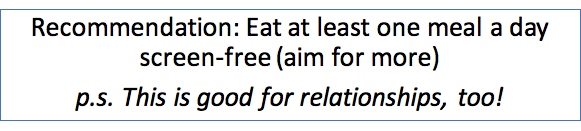 Recommendation: Eat at least one meal a day
screen-free (aim for more)
p.s. This is good for relationships, too!